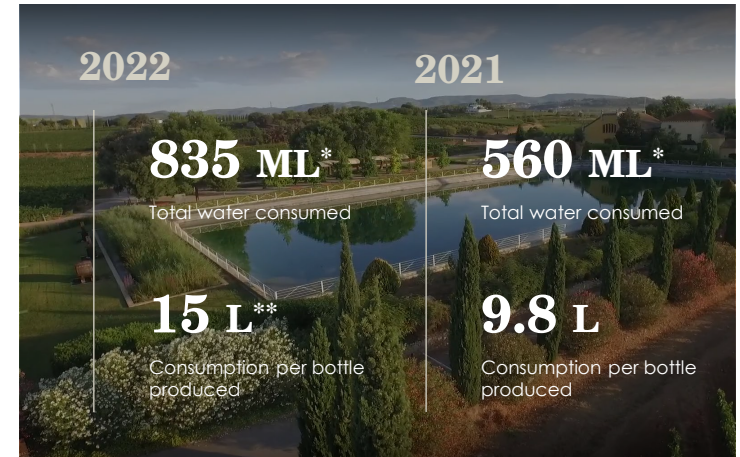 2022
835 ML*
Total water consumed
15 L**
Consumption per bottle
produced
2021
560 ML*
Total water consumed
9.8 L
Consumption per bottle
produced